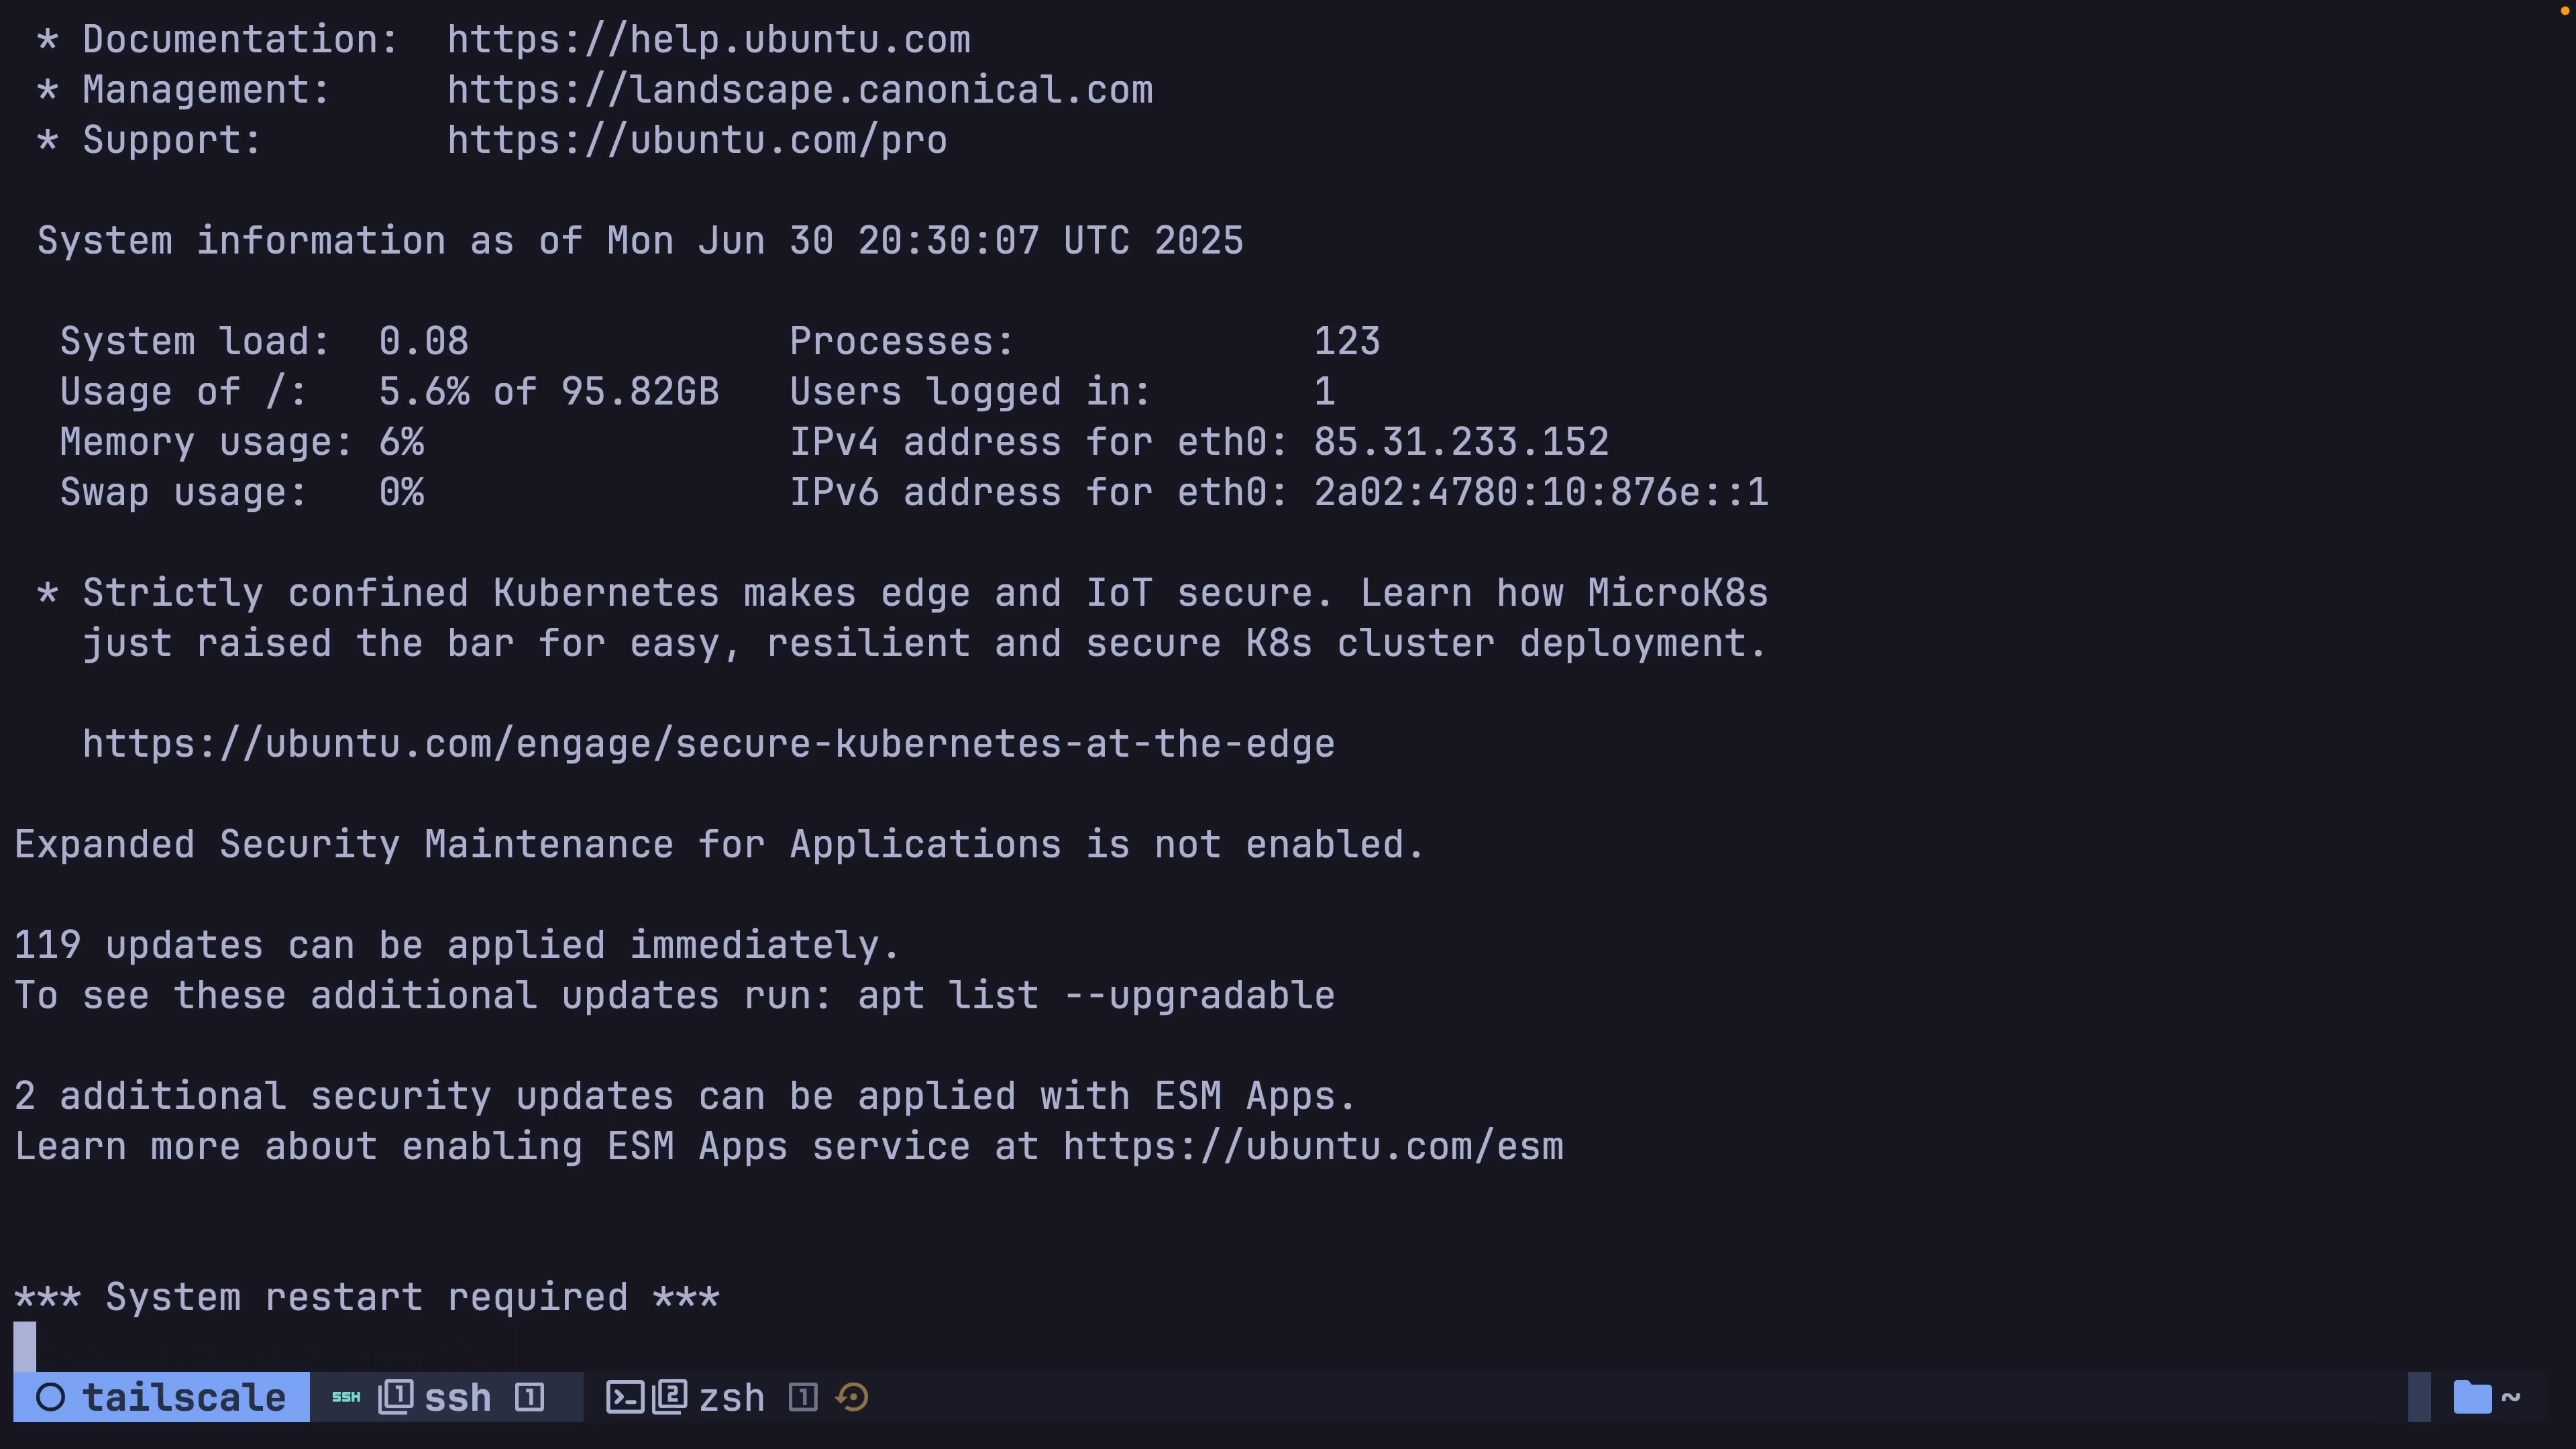 * Documentation:  https://help.ubuntu.com
* Management:     https://landscape.canonical.com
* Support:        https://ubuntu.com/pro
System information as of Mon Jun 30 20:30:07 UTC 2025
System load:  0.08              Processes:             123
Usage of /:   5.6% of 95.82GB   Users logged in:       1
Memory usage: 6%                IPv4 address for eth0: 85.31.233.152
Swap usage:   0%                IPv6 address for eth0: 2a02:4780:10:876e::1
* Strictly confined Kubernetes makes edge and IoT secure. Learn how MicroK8s
just raised the bar for easy, resilient and secure K8s cluster deployment.
https://ubuntu.com/engage/secure-kubernetes-at-the-edge
Expanded Security Maintenance for Applications is not enabled.
119 updates can be applied immediately.
To see these additional updates run: apt list --upgradable
2 additional security updates can be applied with ESM Apps.
Learn more about enabling ESM Apps service at https://ubuntu.com/esm
*** System restart required ***
tailscale SSH 1 ssh 1 2 zsh 1 ~